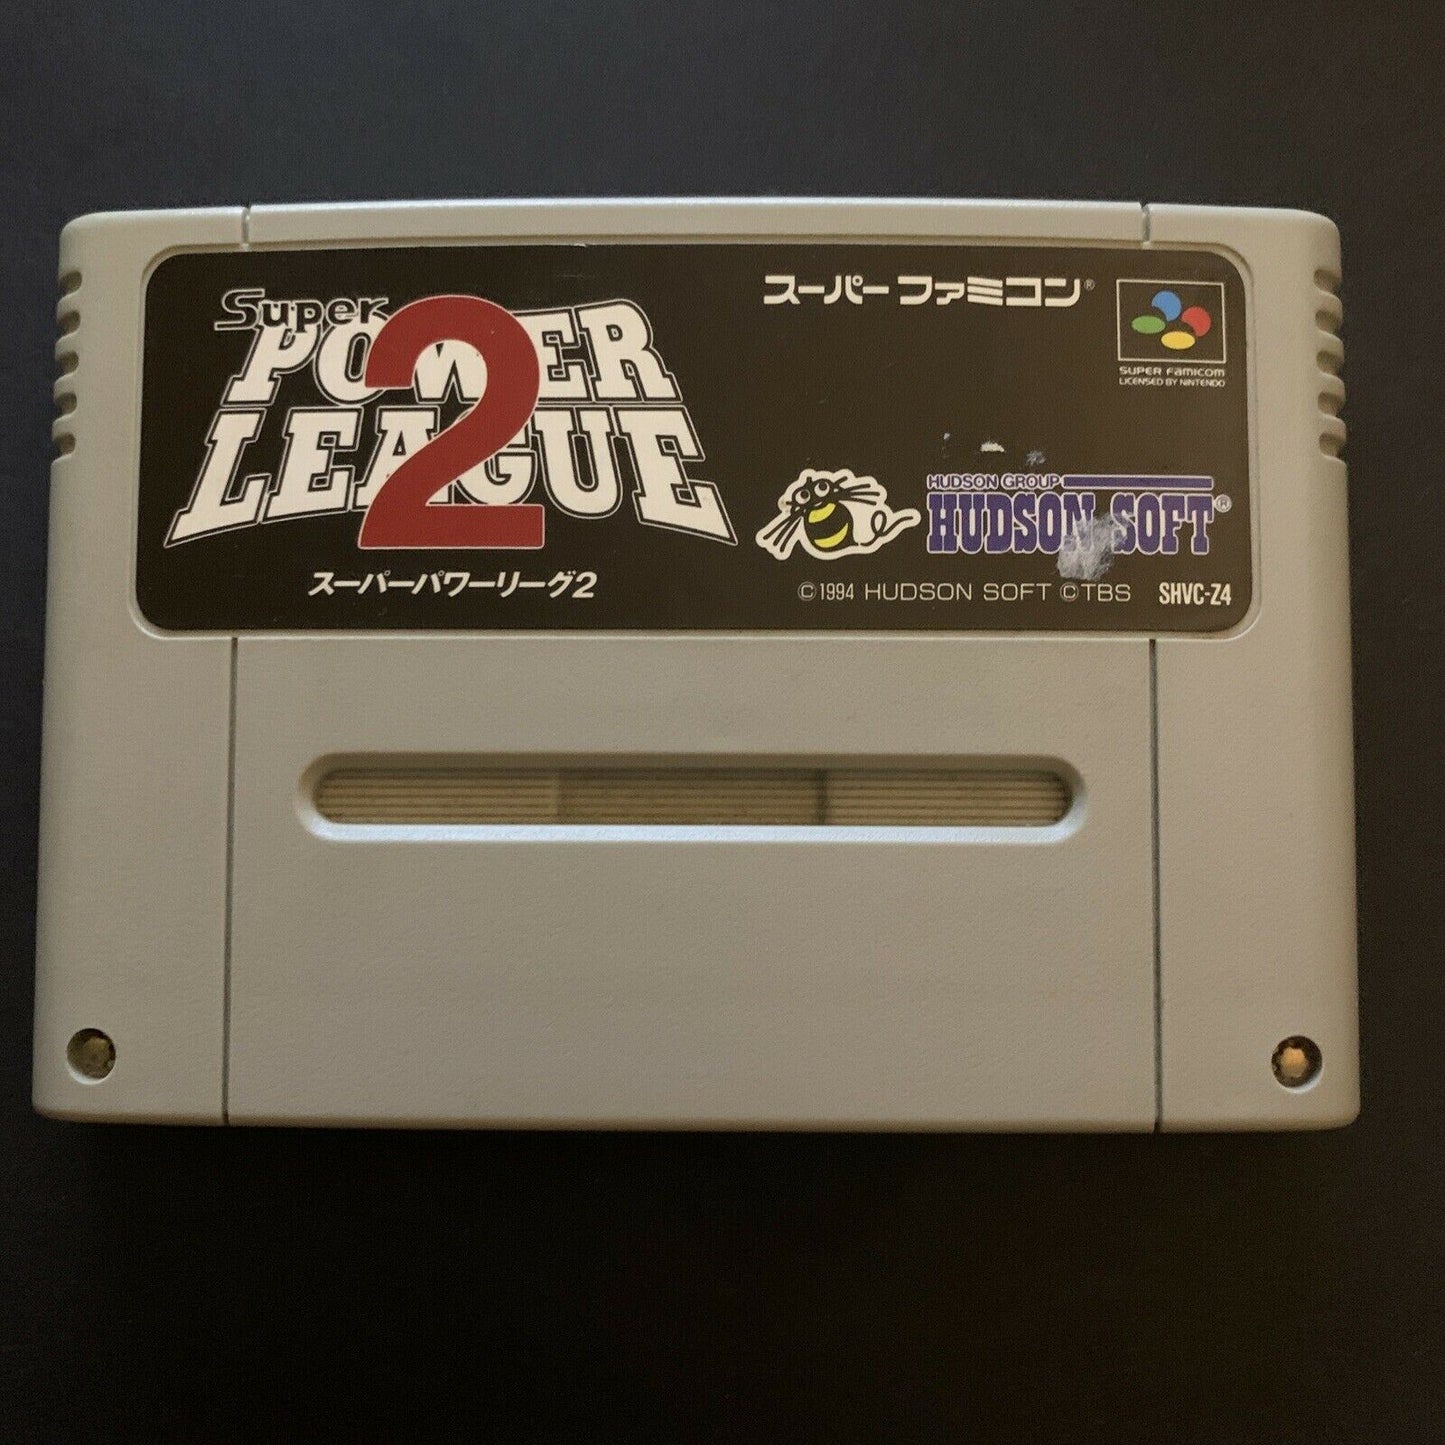 Super
POWER
LEAGUE
2
スーパーパワーリーグ2
スーパーファミコン®
SUPER FAMICOM
LICENSED BY NINTENDO
HUDSON GROUP
HUDSON SOFT®
©1994 HUDSON SOFT ©TBS SHVC-Z4